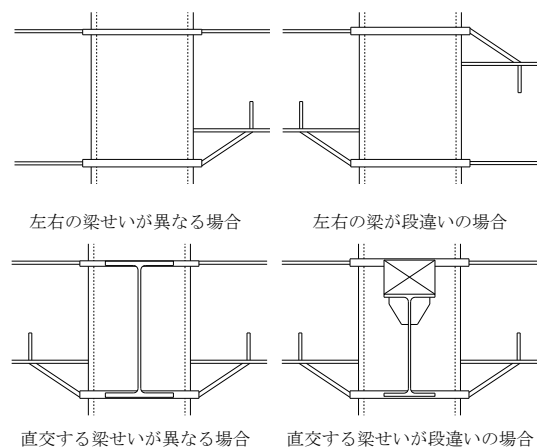 左右の梁せいが異なる場合
左右の梁が段違いの場合
直交する梁せいが異なる場合
直交する梁せいが段違いの場合